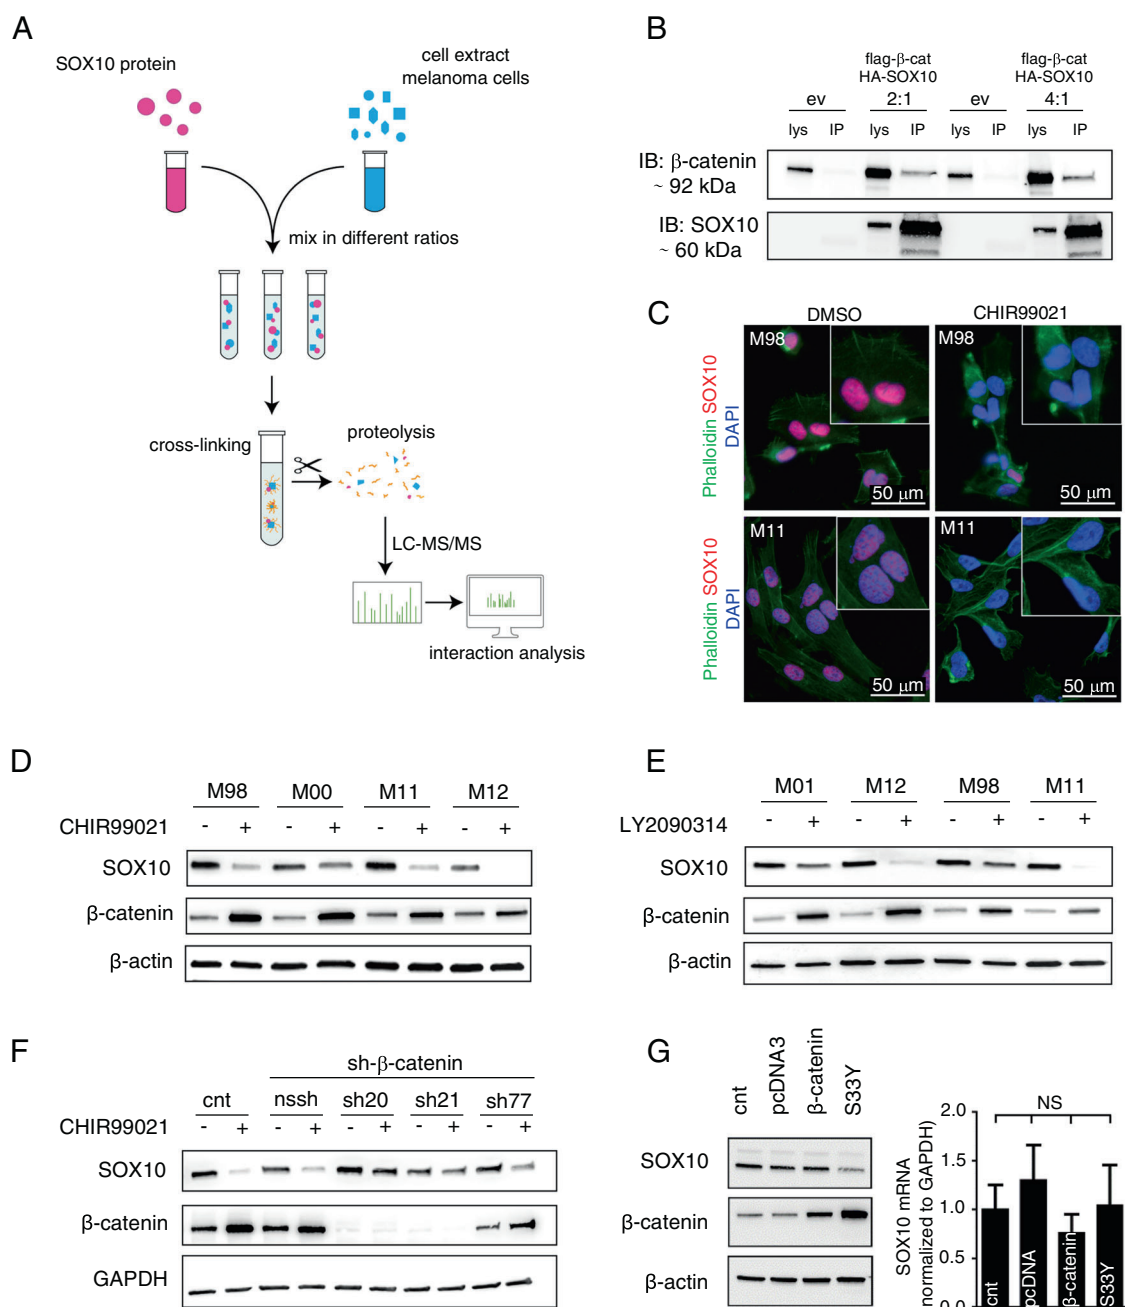 A
SOX10 protein
cell extract
melanoma cells
mix in different ratios
cross-linking
proteolysis
LC-MS/MS
interaction analysis
B
flag-β-cat
HA-SOX10
flag-β-cat
HA-SOX10
ev 2:1 ev 4:1
lys IP lys IP lys IP lys IP
IB: β-catenin
~ 92 kDa
IB: SOX10
~ 60 kDa
C
DMSO CHIR99021
Phalloidin SOX10
DAPI
M98
50 μm
M98
50 μm
Phalloidin SOX10
DAPI
M11
50 μm
M11
50 μm
D
M98 M00 M11 M12
CHIR99021 - + - + - + - +
SOX10
β-catenin
β-actin
E
M01 M12 M98 M11
LY2090314 - + - + - + - +
SOX10
β-catenin
β-actin
F
sh-β-catenin
cnt nssh sh20 sh21 sh77
CHIR99021 - + - + - + - + - +
SOX10
β-catenin
GAPDH
G
cnt pcDNA3 β-catenin S33Y
SOX10
β-catenin
β-actin
SOX10 mRNA
(normalized to GAPDH)
2.0
1.5
1.0
0.5
0.0
NS
cnt pcDNA β-catenin S33Y